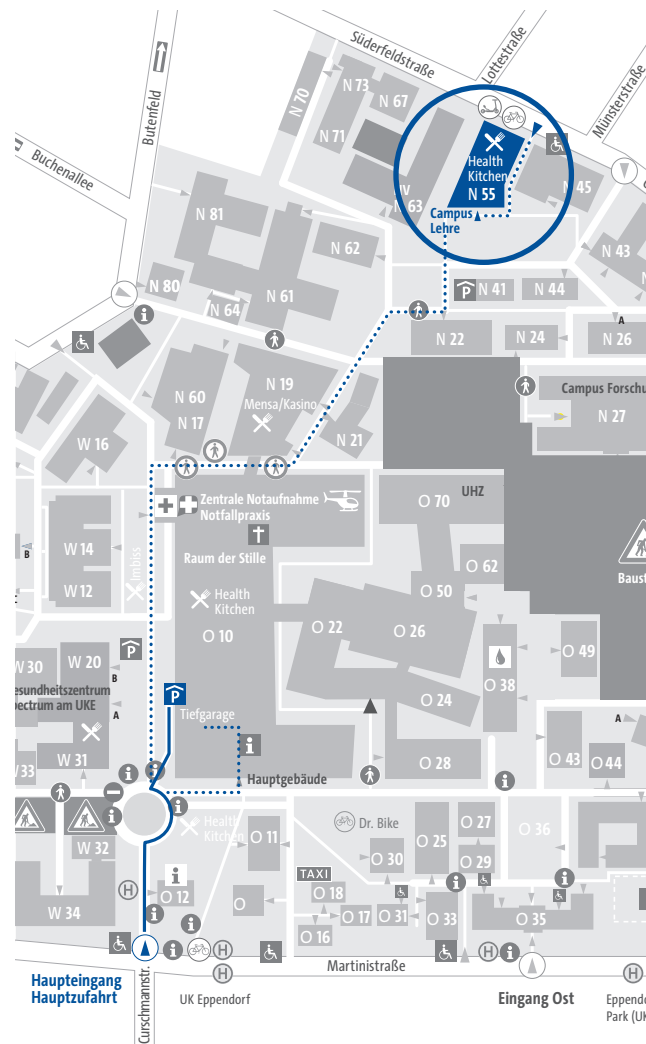 Süderfeldstraße
Lottestraße
Münsterstraße
Butenfeld
Buchenallee
N 73
N 67
N 70
N 71
Health
Kitchen
N 55
N 45
N 63
Campus
Lehre
N 81
N 62
N 43
N 80
N 64
N 61
P
N 41
N 44
i
N 22
N 24
A
N 26
N 60
N 19
Mensa/Kasino
Campus Forschu
N 17
N 21
N 27
W 16
Zentrale Notaufnahme
Notfallpraxis
O 70
UHZ
W 14
B
Imbiss
Raum der Stille
O 62
W 12
Health
Kitchen
O 50
Baust
O 10
O 22
O 26
O 49
W 30
W 20
P
B
esundheitszentrum
pectrum am UKE
A
P
Tiefgarage
O 24
O 38
A
W 31
W 33
i
Hauptgebäude
O 28
O 43
O 44
i
i
i
i
i
Health
Kitchen
O 11
Dr. Bike
O 27
O 36
W 32
O 30
O 25
O 29
H
i
O 12
TAXI
O 18
i
i
W 34
O
O 17
O 31
O 33
O 35
i
O 16
i
i
H
H
i
H
Martinistraße
H
Haupteingang
Hauptzufahrt
Curschmannstr.
UK Eppendorf
Eingang Ost
Eppendo
Park (UK